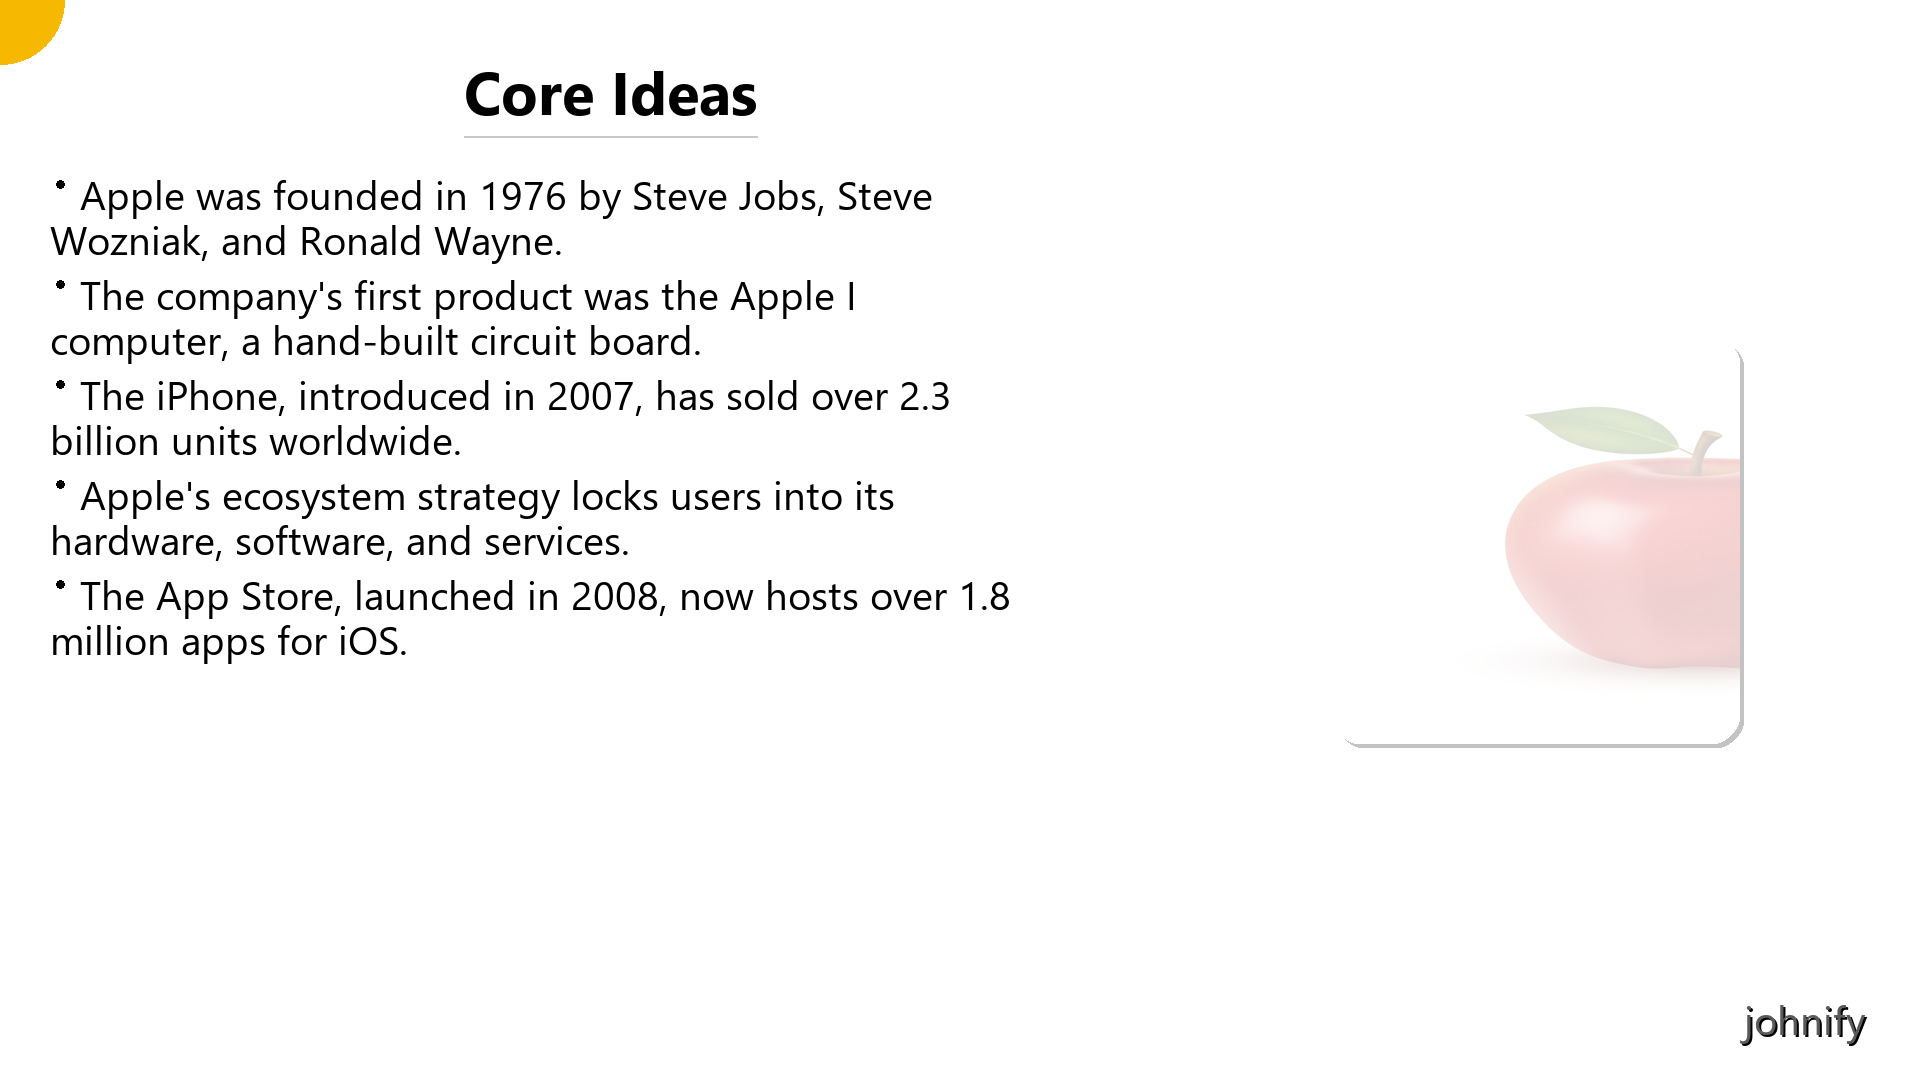 Core Ideas
• Apple was founded in 1976 by Steve Jobs, Steve
Wozniak, and Ronald Wayne.
• The company's first product was the Apple I
computer, a hand-built circuit board.
• The iPhone, introduced in 2007, has sold over 2.3
billion units worldwide.
• Apple's ecosystem strategy locks users into its
hardware, software, and services.
• The App Store, launched in 2008, now hosts over 1.8
million apps for iOS.
johnify